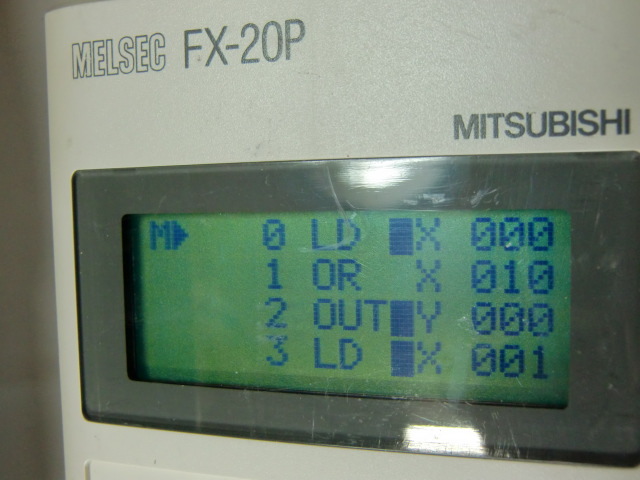 MELSEC FX-20P
MITSUBISHI
M▶ 0 LD █X 000
1 OR X 010
2 OUT█Y 000
3 LD █X 001